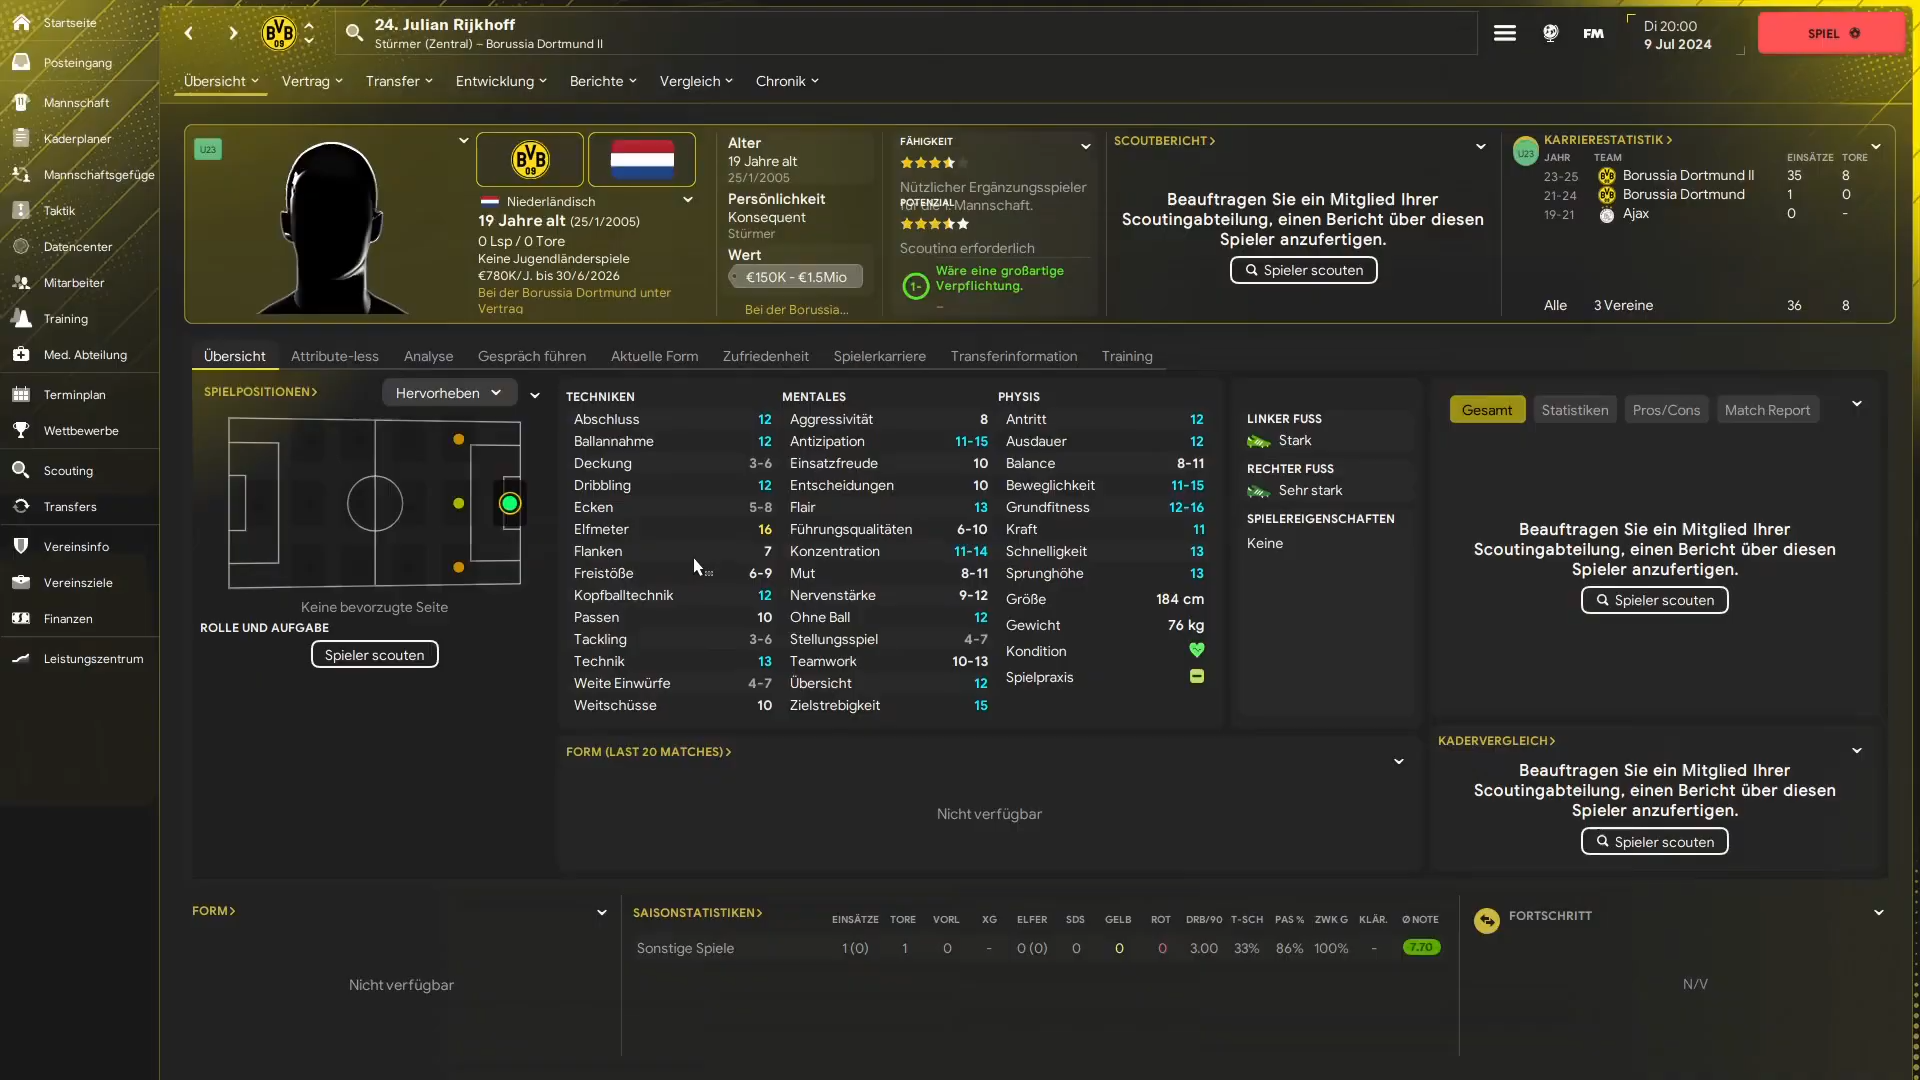 Startseite
Posteingang
Mannschaft
Kaderplaner
Mannschaftsgefüge
Taktik
Datencenter
Mitarbeiter
Training
Med. Abteilung
Terminplan
Wettbewerbe
Scouting
Transfers
Vereinsinfo
Vereinsziele
Finanzen
Leistungszentrum
BVB 09
24. Julian Rijkhoff
Stürmer (Zentral) – Borussia Dortmund II
FM
Di 20:00
9 Jul 2024
SPIEL
Übersicht Vertrag Transfer Entwicklung Berichte Vergleich Chronik
U23
BVB 09
Niederländisch
19 Jahre alt (25/1/2005)
0 Lsp / 0 Tore
Keine Jugendländerspiele
€780K/J. bis 30/6/2026
Bei der Borussia Dortmund unter
Vertrag
Alter
19 Jahre alt
25/1/2005
Persönlichkeit
Konsequent
Stürmer
Wert
€150K - €1.5Mio
Bei der Borussia...
FÄHIGKEIT
Nützlicher Ergänzungsspieler
für die 1. Mannschaft.
POTENZIAL
Scouting erforderlich
1-
Wäre eine großartige
Verpflichtung.
–
SCOUTBERICHT>
Beauftragen Sie ein Mitglied Ihrer
Scoutingabteilung, einen Bericht über diesen
Spieler anzufertigen.
Spieler scouten
U23
KARRIERESTATISTIK>
JAHR TEAM EINSÄTZE TORE
23-25 Borussia Dortmund II 35 8
21-24 Borussia Dortmund 1 0
19-21 Ajax 0 -
Alle 3 Vereine 36 8
Übersicht Attribute-less Analyse Gespräch führen Aktuelle Form Zufriedenheit Spielerkarriere Transferinformation Training
SPIELPOSITIONEN>
Hervorheben
Keine bevorzugte Seite
ROLLE UND AUFGABE
Spieler scouten
TECHNIKEN
Abschluss 12
Ballannahme 12
Deckung 3-6
Dribbling 12
Ecken 5-8
Elfmeter 16
Flanken 7
Freistöße 6-9
Kopfballtechnik 12
Passen 10
Tackling 3-6
Technik 13
Weite Einwürfe 4-7
Weitschüsse 10
MENTALES
Aggressivität 8
Antizipation 11-15
Einsatzfreude 10
Entscheidungen 10
Flair 13
Führungsqualitäten 6-10
Konzentration 11-14
Mut 8-11
Nervenstärke 9-12
Ohne Ball 12
Stellungsspiel 4-7
Teamwork 10-13
Übersicht 12
Zielstrebigkeit 15
PHYSIS
Antritt 12
Ausdauer 12
Balance 8-11
Beweglichkeit 11-15
Grundfitness 12-16
Kraft 11
Schnelligkeit 13
Sprunghöhe 13
Größe 184 cm
Gewicht 76 kg
Kondition
Spielpraxis
LINKER FUSS
Stark
RECHTER FUSS
Sehr stark
SPIELEREIGENSCHAFTEN
Keine
Gesamt Statistiken Pros/Cons Match Report
Beauftragen Sie ein Mitglied Ihrer
Scoutingabteilung, einen Bericht über diesen
Spieler anzufertigen.
Spieler scouten
FORM (LAST 20 MATCHES)>
Nicht verfügbar
KADERVERGLEICH>
Beauftragen Sie ein Mitglied Ihrer
Scoutingabteilung, einen Bericht über diesen
Spieler anzufertigen.
Spieler scouten
FORM>
Nicht verfügbar
SAISONSTATISTIKEN> EINSÄTZE TORE VORL XG ELFER SDS GELB ROT DRB/90 T-SCH PAS % ZWK G KLÄR. Ø NOTE
Sonstige Spiele 1 (0) 1 0 - 0 (0) 0 0 0 3.00 33% 86% 100% - 7.70
FORTSCHRITT
N/V